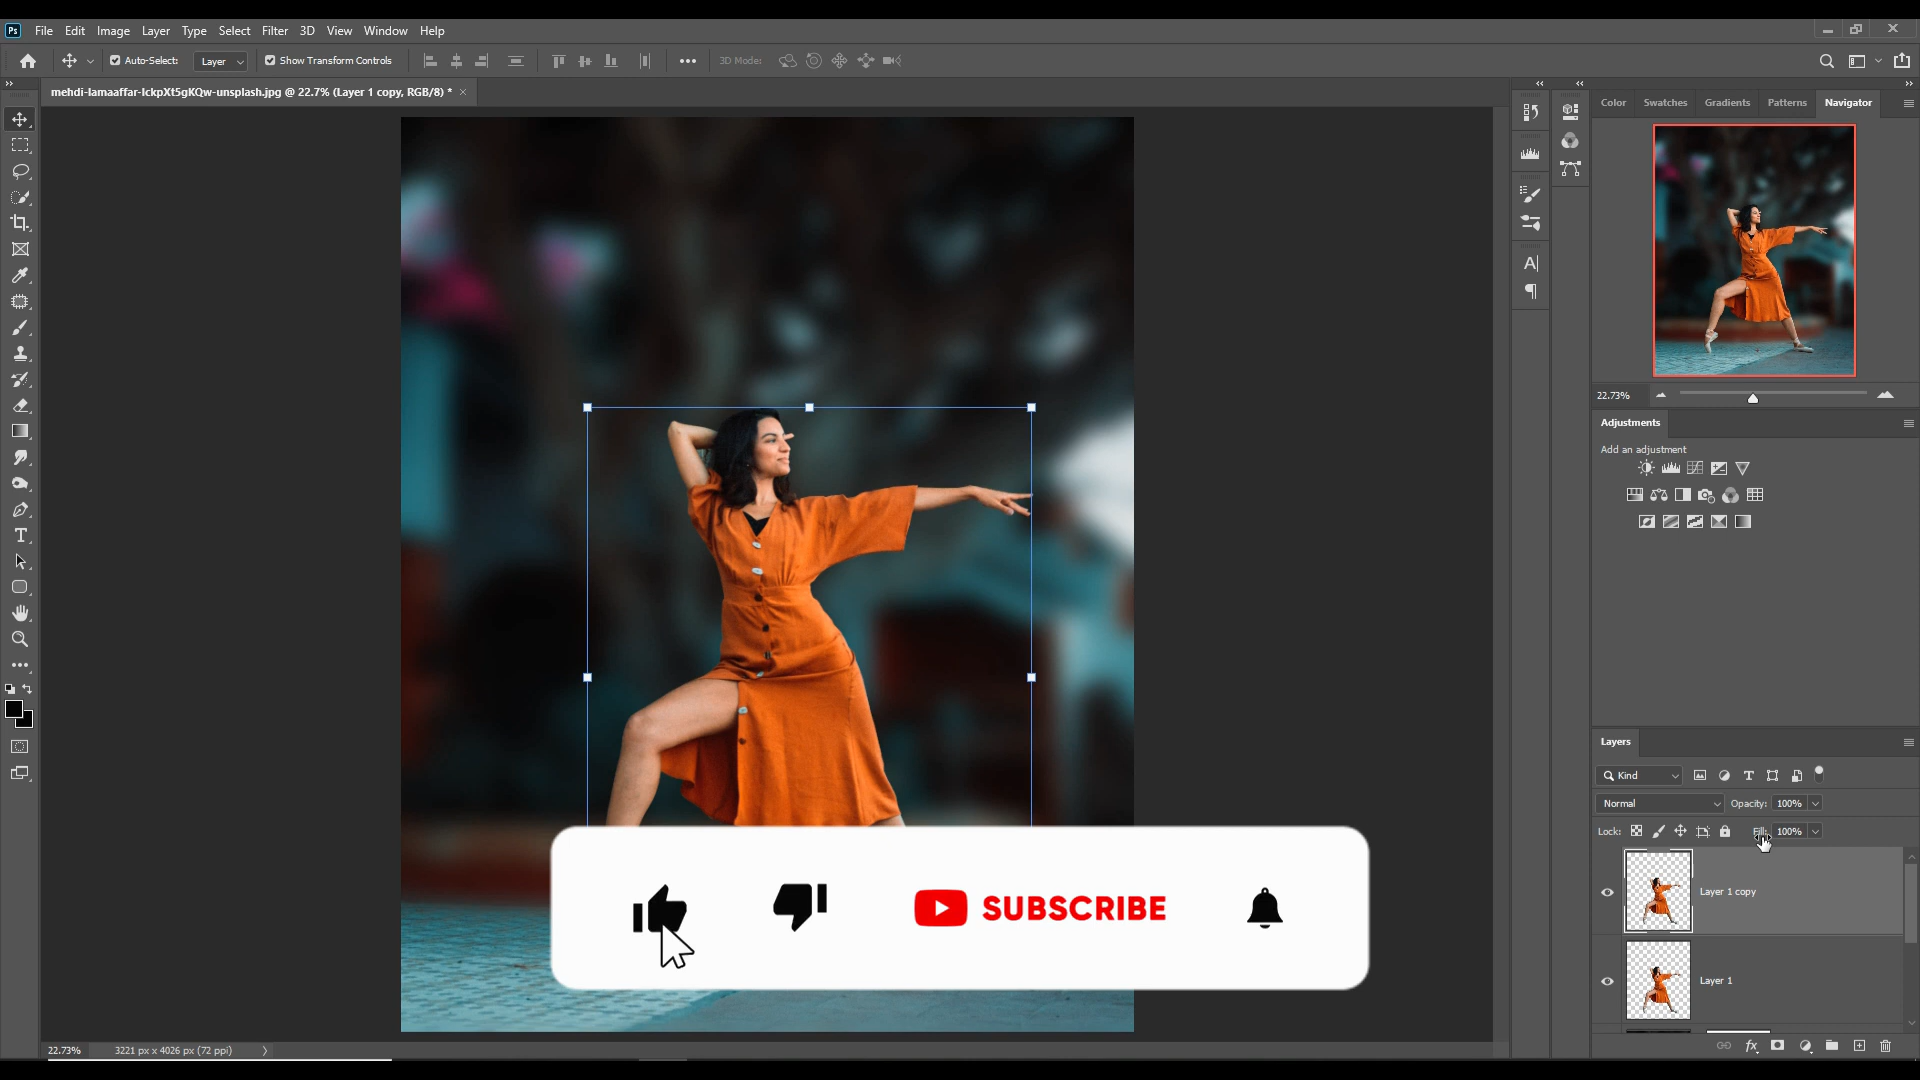 Ps File Edit Image Layer Type Select Filter 3D View Window Help
Auto-Select: Layer Show Transform Controls 3D Mode:
mehdi-lamaaffar-IckpXt5gKQw-unsplash.jpg @ 22.7% (Layer 1 copy, RGB/8) *
Color Swatches Gradients Patterns Navigator
22.73%
Adjustments
Add an adjustment
Layers
Kind
Normal Opacity: 100%
Lock: Fill: 100%
Layer 1 copy
Layer 1
SUBSCRIBE
22.73% 3221 px x 4026 px (72 ppi)
fx